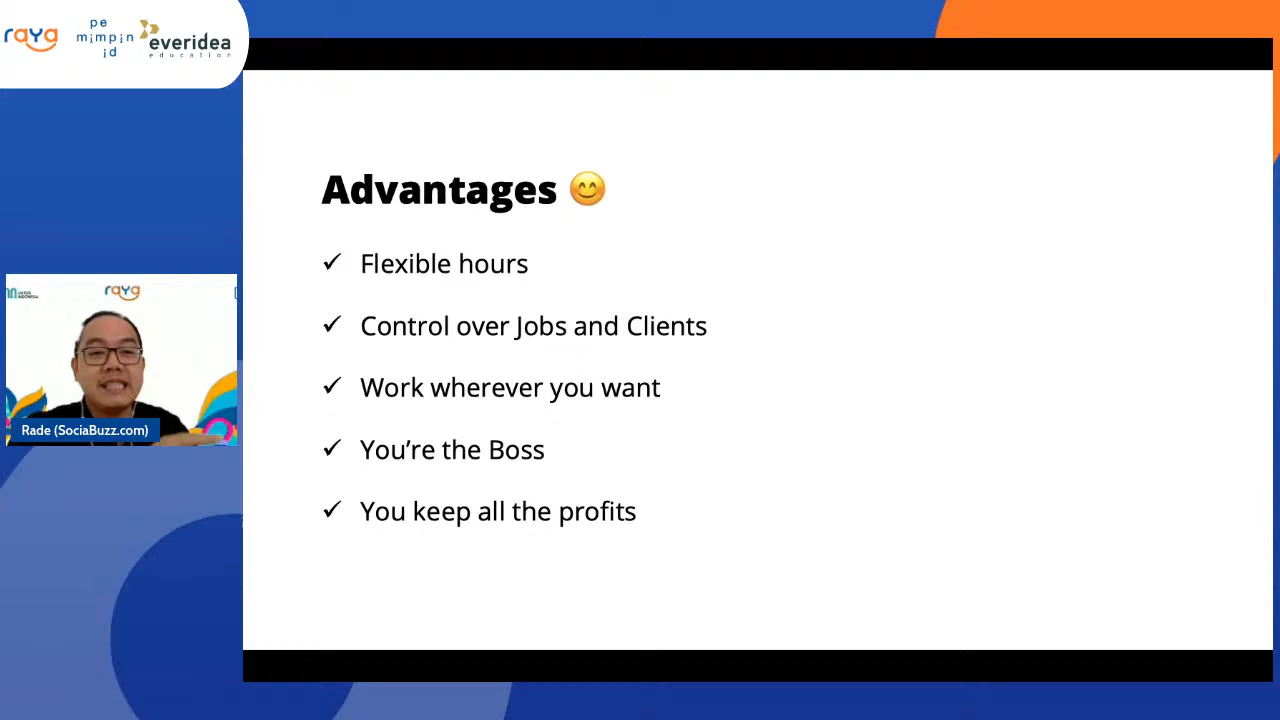 raya
pe
mimpin
id
everidea
education
Advantages 😊
✓ Flexible hours
✓ Control over Jobs and Clients
✓ Work wherever you want
✓ You’re the Boss
✓ You keep all the profits
raya
Rade (SociaBuzz.com)